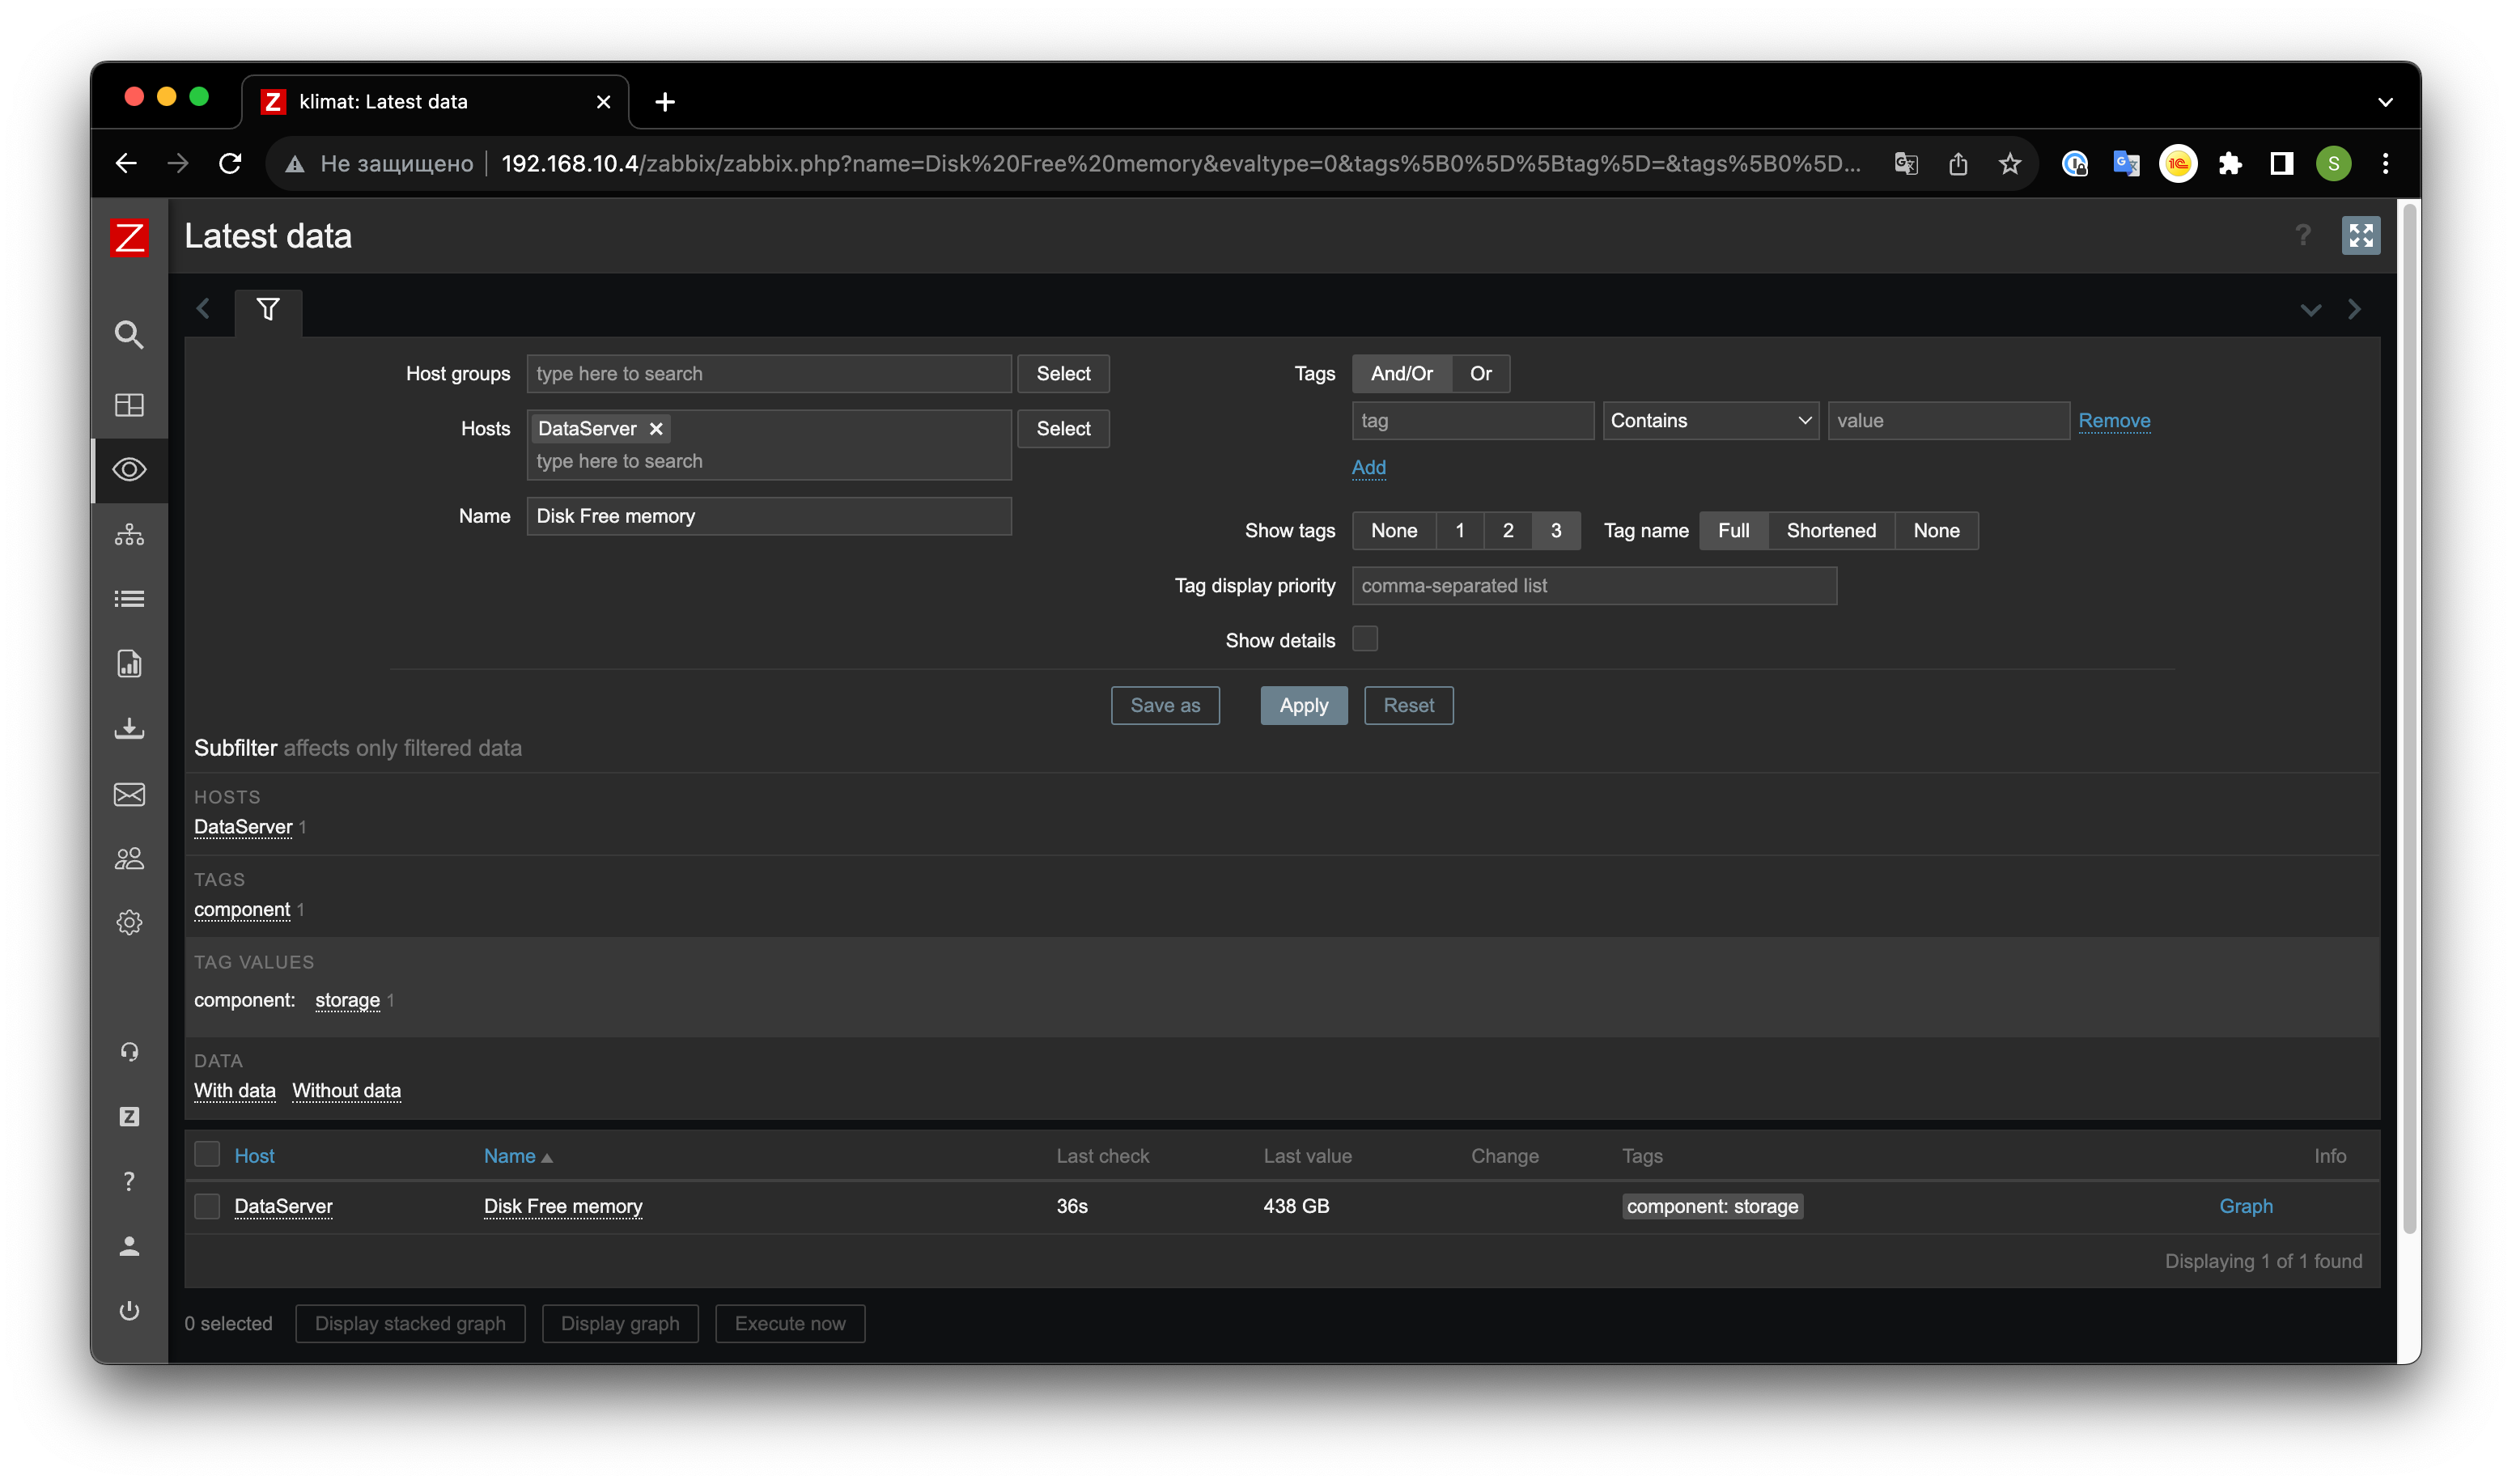 klimat: Latest data
Не защищено 192.168.10.4/zabbix/zabbix.php?name=Disk%20Free%20memory&evaltype=0&tags%5B0%5D%5Btag%5D=&tags%5B0%5D...
S
Latest data
?
Host groups type here to search Select
Tags And/Or Or
Hosts DataServer Select
type here to search
tag Contains value Remove
Add
Name Disk Free memory
Show tags None 1 2 3 Tag name Full Shortened None
Tag display priority comma-separated list
Show details
Save as Apply Reset
Subfilter affects only filtered data
HOSTS
DataServer 1
TAGS
component 1
TAG VALUES
component: storage 1
DATA
With data Without data
Host Name Last check Last value Change Tags Info
DataServer Disk Free memory 36s 438 GB component: storage Graph
Displaying 1 of 1 found
0 selected Display stacked graph Display graph Execute now
Z
Z
?